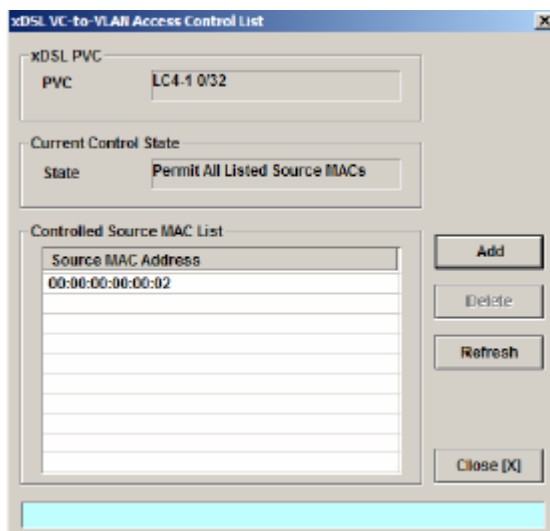 xDSL VC-to-VLAN Access Control List
xDSL PVC
PVC LC4-1 0/32
Current Control State
State Permit All Listed Source MACs
Controlled Source MAC List
Source MAC Address
00:00:00:00:00:02
Add
Delete
Refresh
Close [X]